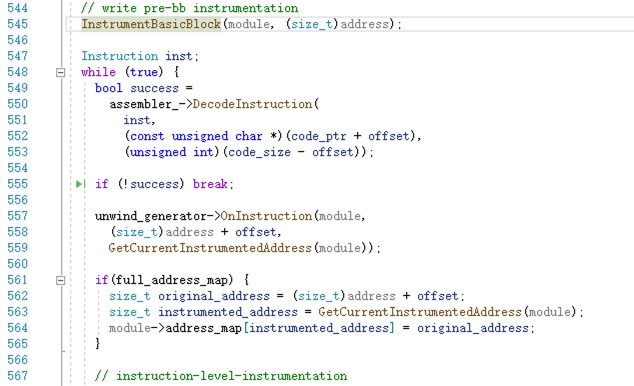 544 // write pre-bb instrumentation
545 InstrumentBasicBlock(module, (size_t)address);
546
547 Instruction inst;
548 while (true) {
549 bool success =
550 assembler_->DecodeInstruction(
551 inst,
552 (const unsigned char *)(code_ptr + offset),
553 (unsigned int)(code_size - offset));
554
555 if (!success) break;
556
557 unwind_generator->OnInstruction(module,
558 (size_t)address + offset,
559 GetCurrentInstrumentedAddress(module));
560
561 if(full_address_map) {
562 size_t original_address = (size_t)address + offset;
563 size_t instrumented_address = GetCurrentInstrumentedAddress(module);
564 module->address_map[instrumented_address] = original_address;
565 }
566
567 // instruction-level-instrumentation